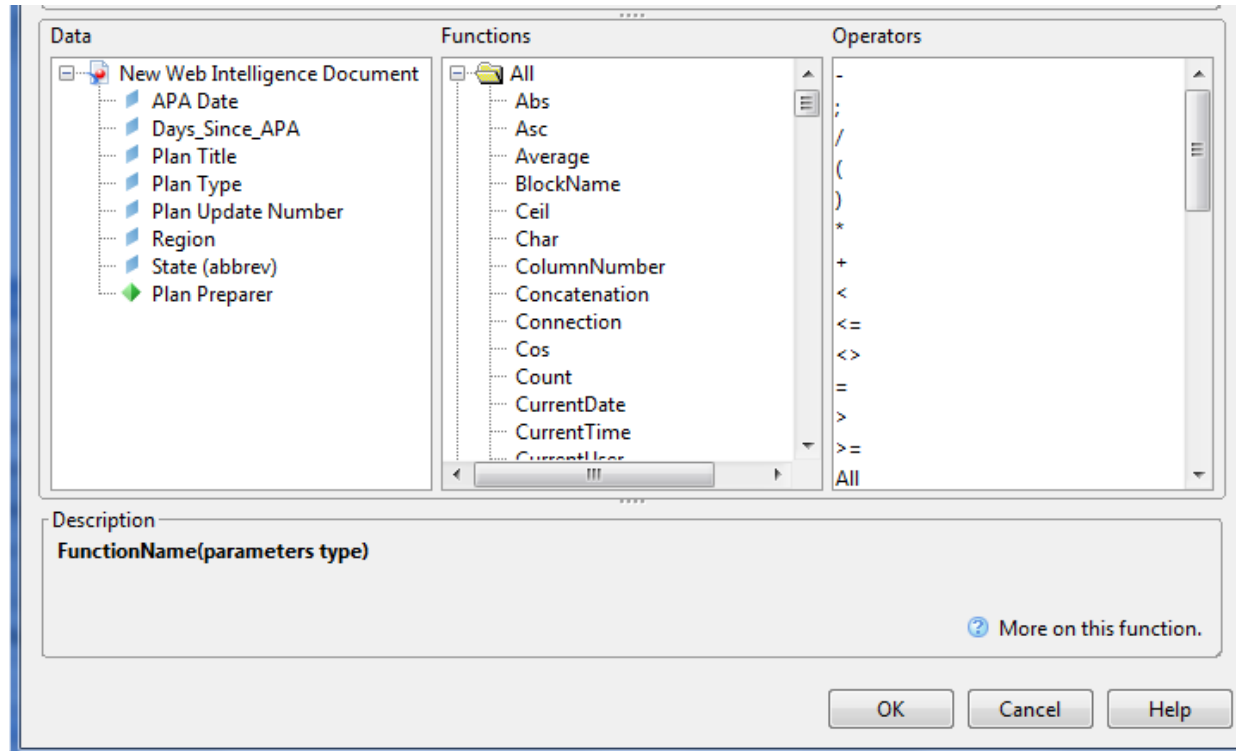 Data
New Web Intelligence Document
APA Date
Days_Since_APA
Plan Title
Plan Type
Plan Update Number
Region
State (abbrev)
Plan Preparer
Functions
All
Abs
Asc
Average
BlockName
Ceil
Char
ColumnNumber
Concatenation
Connection
Cos
Count
CurrentDate
CurrentTime
CurrentUser
Operators
-
;
/
(
)
*
+
<
<=
<>
=
>
>=
All
Description
FunctionName(parameters type)
More on this function.
OK Cancel Help